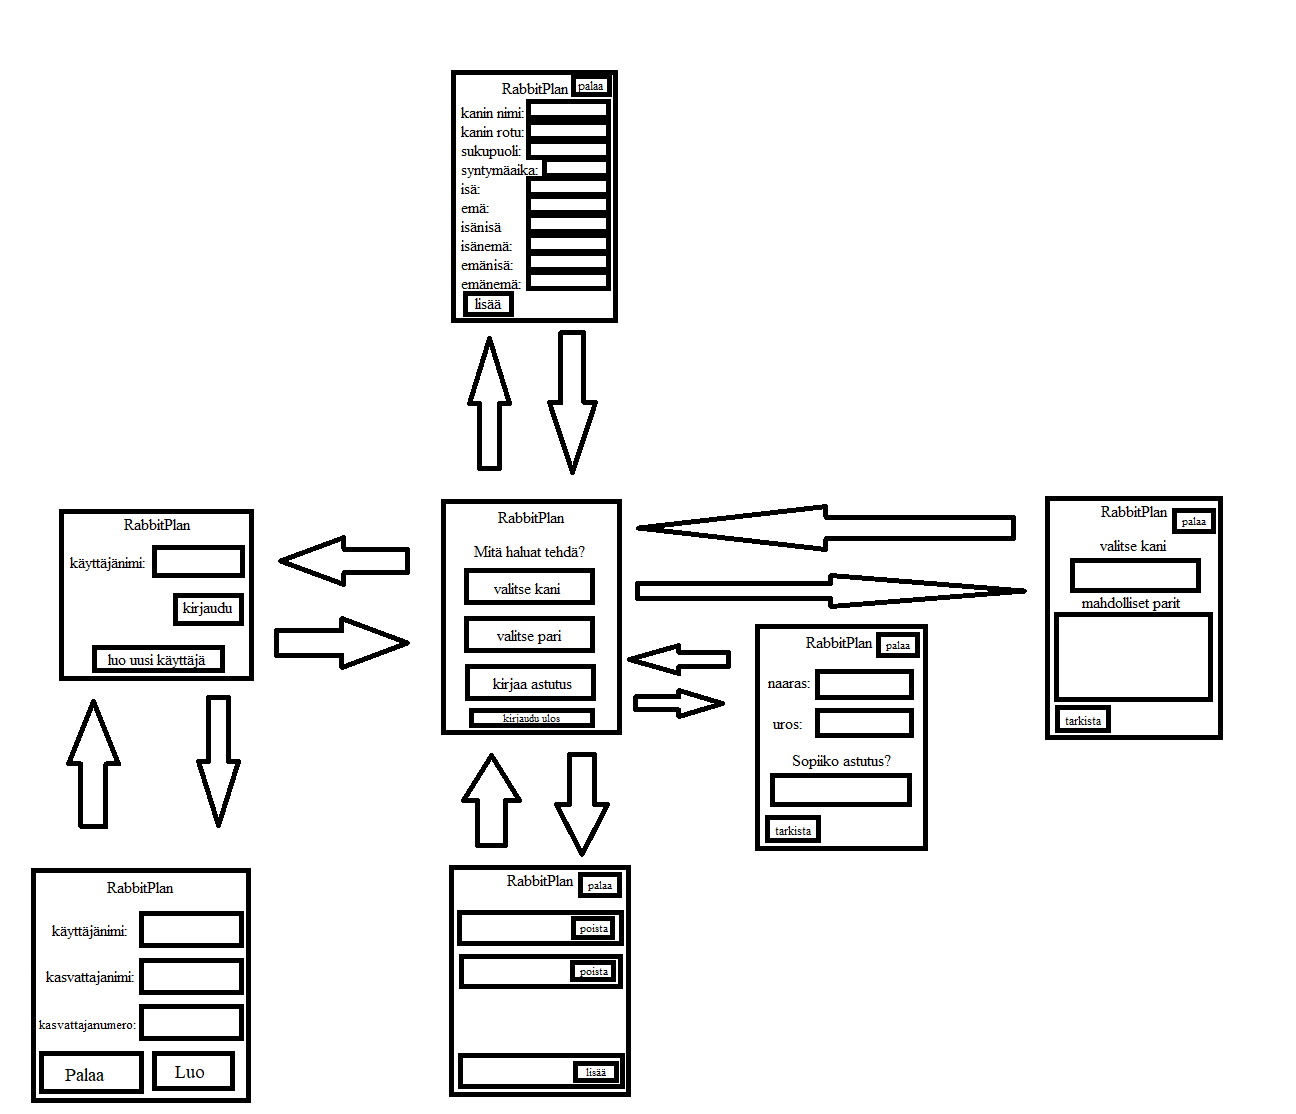 RabbitPlan
palaa
kanin nimi:
kanin rotu:
sukupuoli:
syntymäaika:
isä:
emä:
isänisä
isänemä:
emänisä:
emänemä:
lisää
RabbitPlan
käyttäjänimi:
kirjaudu
luo uusi käyttäjä
RabbitPlan
Mitä haluat tehdä?
valitse kani
valitse pari
kirjaa astutus
kirjaudu ulos
RabbitPlan
palaa
valitse kani
mahdolliset parit
tarkista
RabbitPlan
palaa
naaras:
uros:
Sopiiko astutus?
tarkista
RabbitPlan
käyttäjänimi:
kasvattajanimi:
kasvattajanumero:
Palaa
Luo
RabbitPlan
palaa
poista
poista
lisää